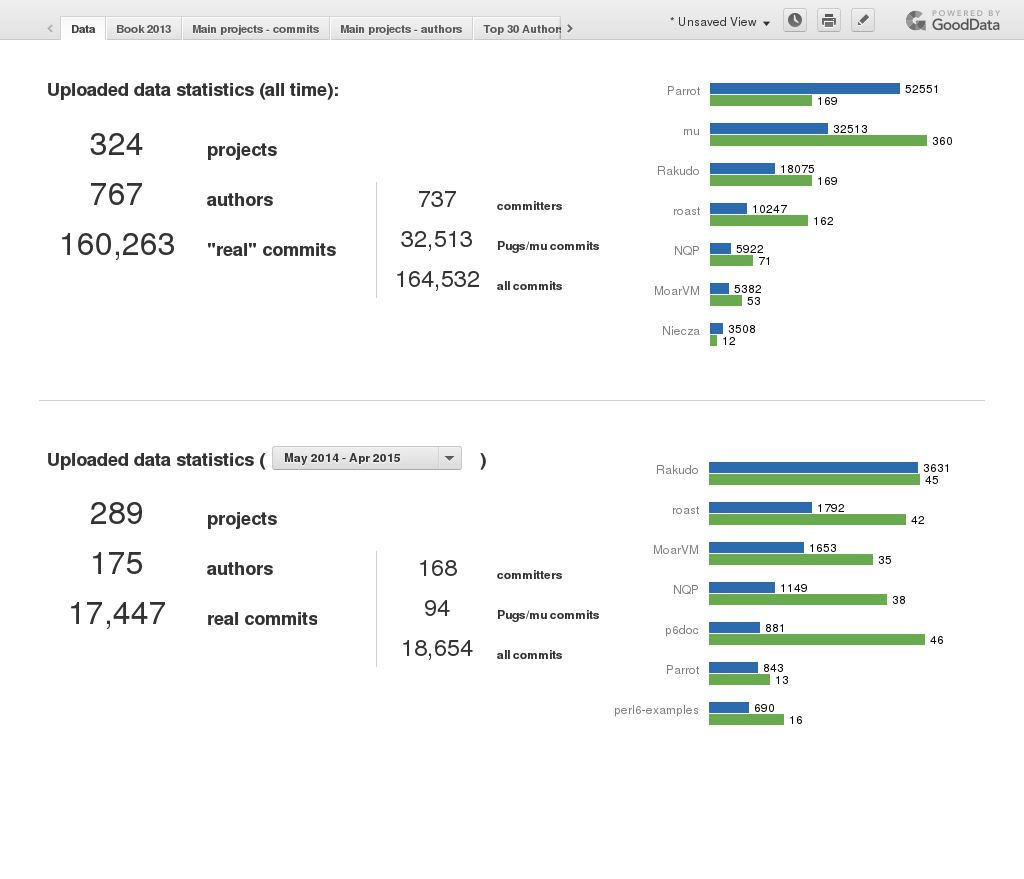 Data
Book 2013
Main projects - commits
Main projects - authors
Top 30 Author
* Unsaved View
POWERED BY
GoodData
Uploaded data statistics (all time):
324 projects
767 authors
160,263 "real" commits
737 committers
32,513 Pugs/mu commits
164,532 all commits
Parrot 52551
169
mu 32513
360
Rakudo 18075
169
roast 10247
162
NQP 5922
71
MoarVM 5382
53
Niecza 3508
12
Uploaded data statistics ( May 2014 - Apr 2015 )
289 projects
175 authors
17,447 real commits
168 committers
94 Pugs/mu commits
18,654 all commits
Rakudo 3631
45
roast 1792
42
MoarVM 1653
35
NQP 1149
38
p6doc 881
46
Parrot 843
13
perl6-examples 690
16